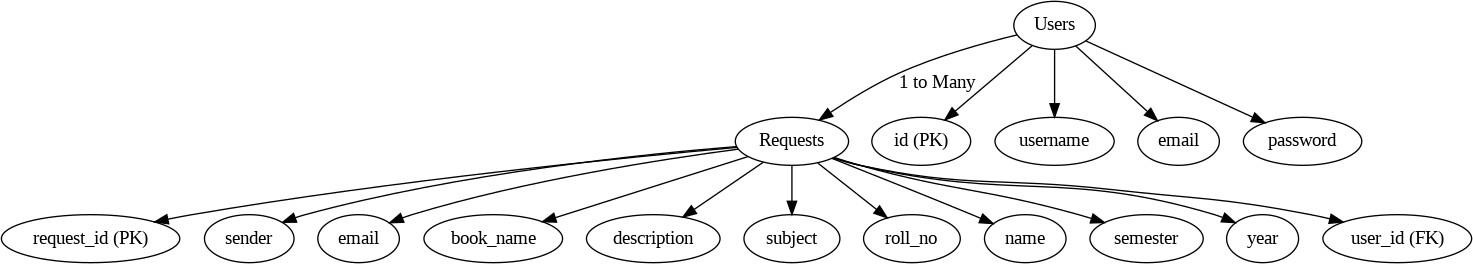 Users
1 to Many
Requests
id (PK)
username
email
password
request_id (PK)
sender
email
book_name
description
subject
roll_no
name
semester
year
user_id (FK)